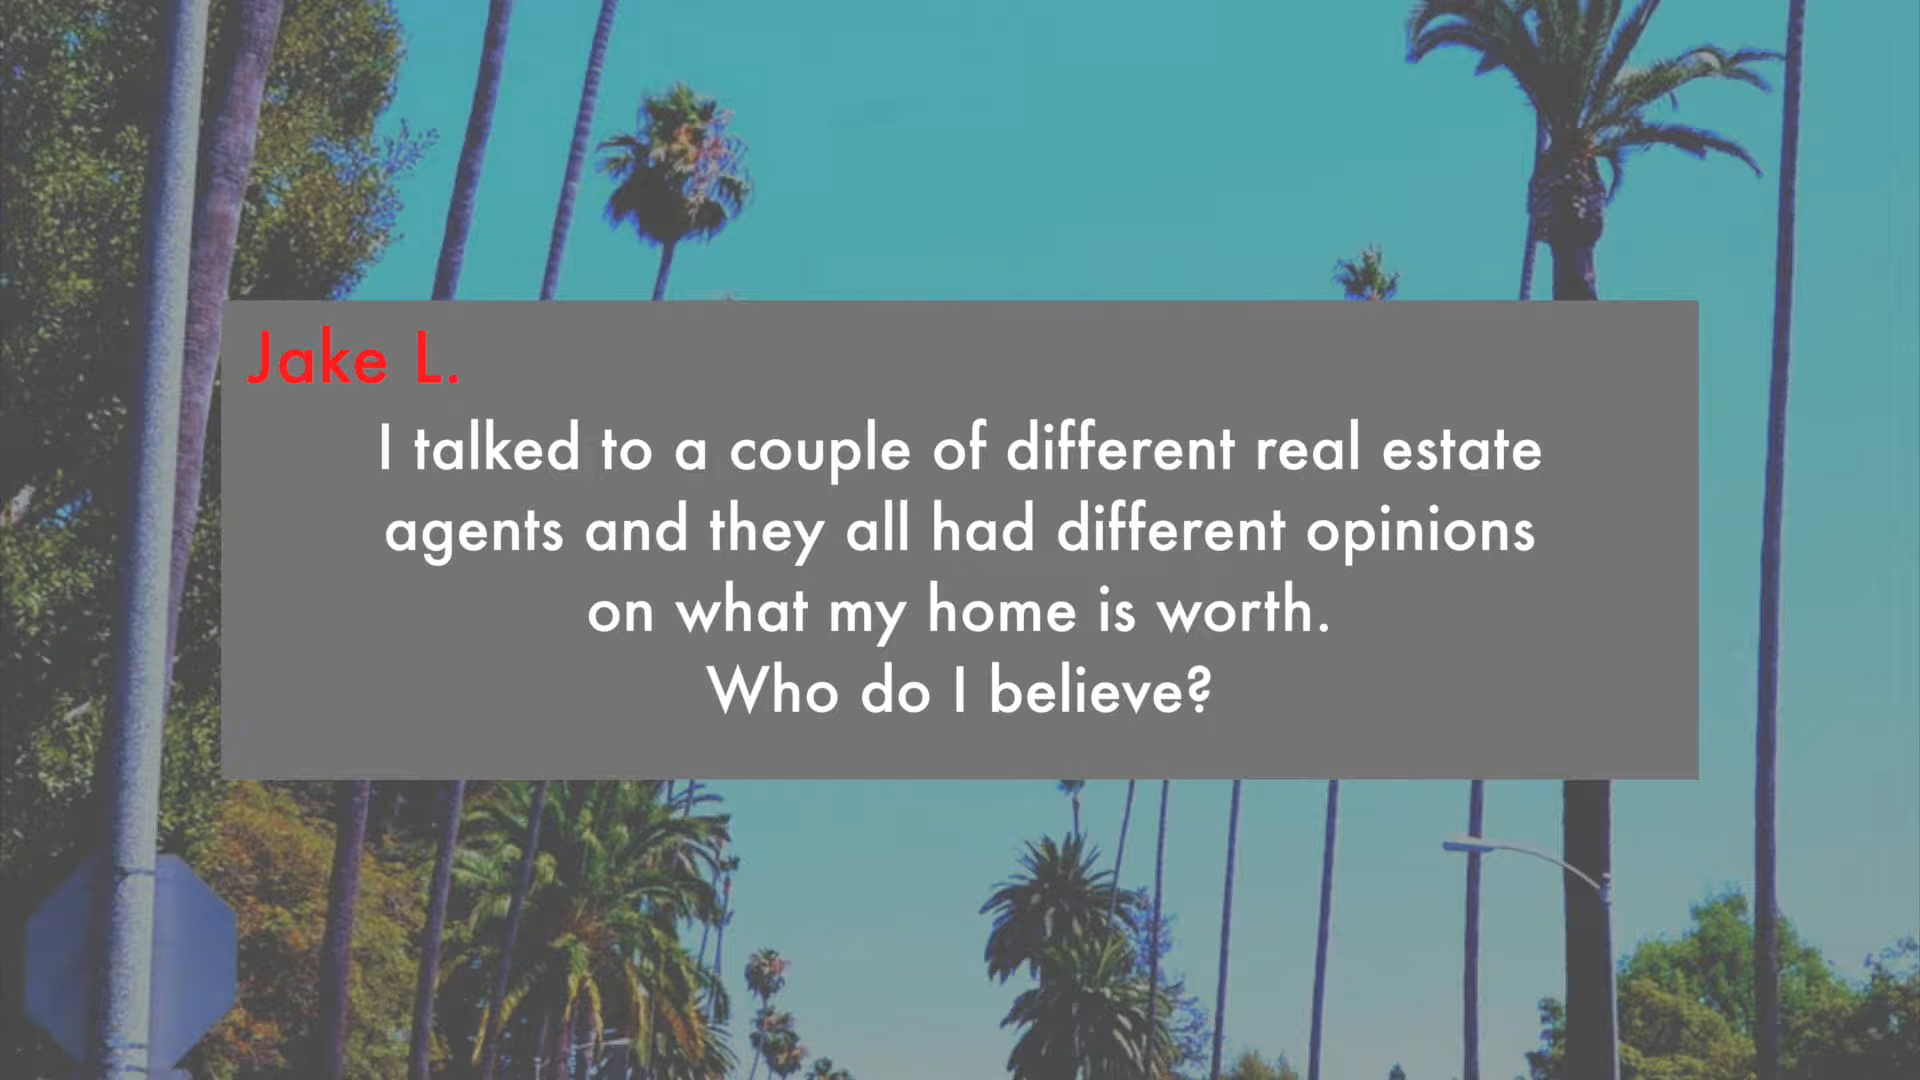 Jake L.
I talked to a couple of different real estate
agents and they all had different opinions
on what my home is worth.
Who do I believe?